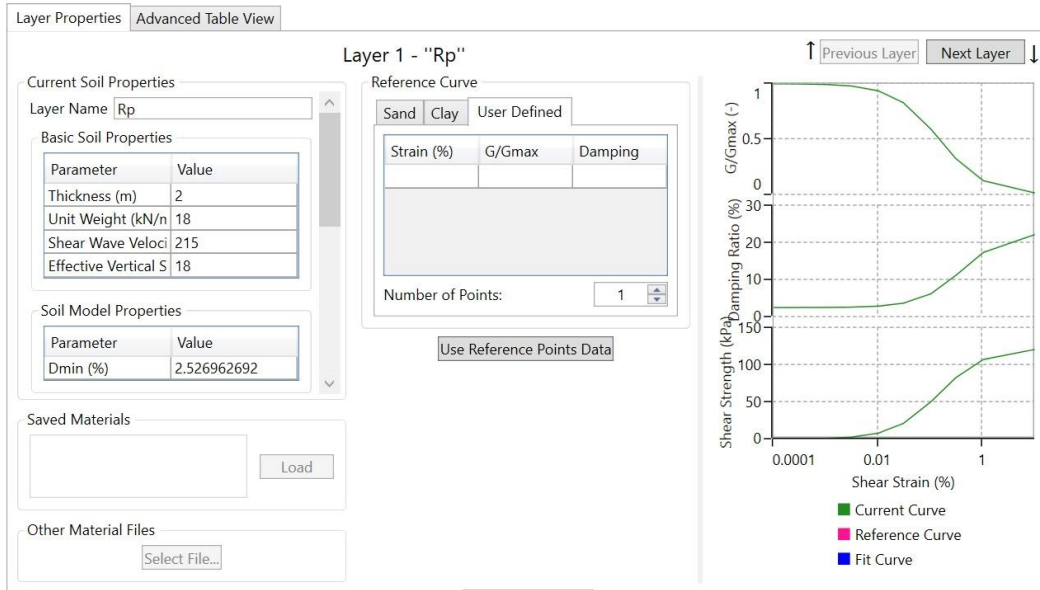 Layer Properties Advanced Table View
Layer 1 - "Rp"
↑ Previous Layer Next Layer ↓
Current Soil Properties
Layer Name Rp
Basic Soil Properties
Parameter Value
Thickness (m) 2
Unit Weight (kN/n 18
Shear Wave Veloci 215
Effective Vertical S 18
Soil Model Properties
Parameter Value
Dmin (%) 2.526962692
Saved Materials
Load
Other Material Files
Select File...
Reference Curve
Sand Clay User Defined
Strain (%) G/Gmax Damping
Number of Points: 1
Use Reference Points Data
G/Gmax (-)
1
0.5
0
Damping Ratio (%)
30
20
10
0
Shear Strength (kPa)
150
100
50
0
0.0001 0.01 1
Shear Strain (%)
Current Curve
Reference Curve
Fit Curve